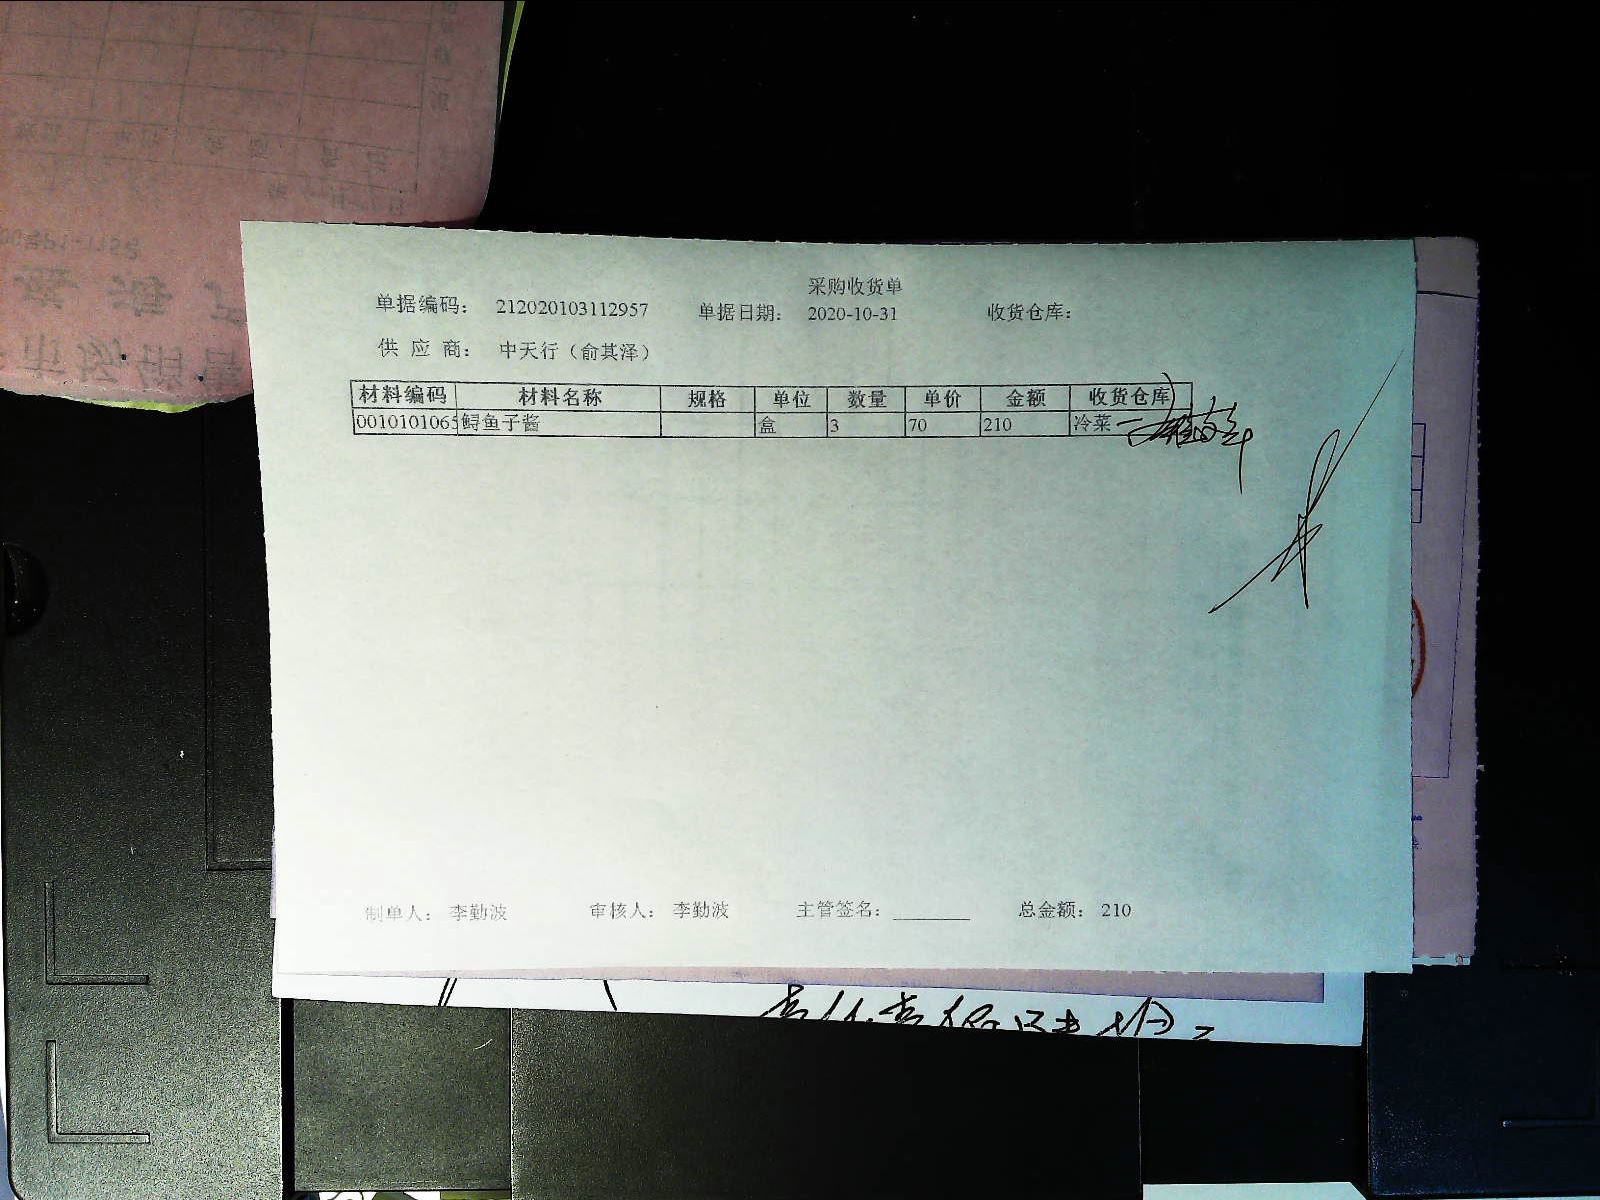 采购收货单
单据编码： 212020103112957 单据日期： 2020-10-31 收货仓库：
供 应 商： 中天行（俞其泽）
材料编码 材料名称 规格 单位 数量 单价 金额 收货仓库
0010101065 鲟鱼子酱 盒 3 70 210 冷菜
制单人： 李勤波 审核人： 李勤波 主管签名：________ 总金额： 210